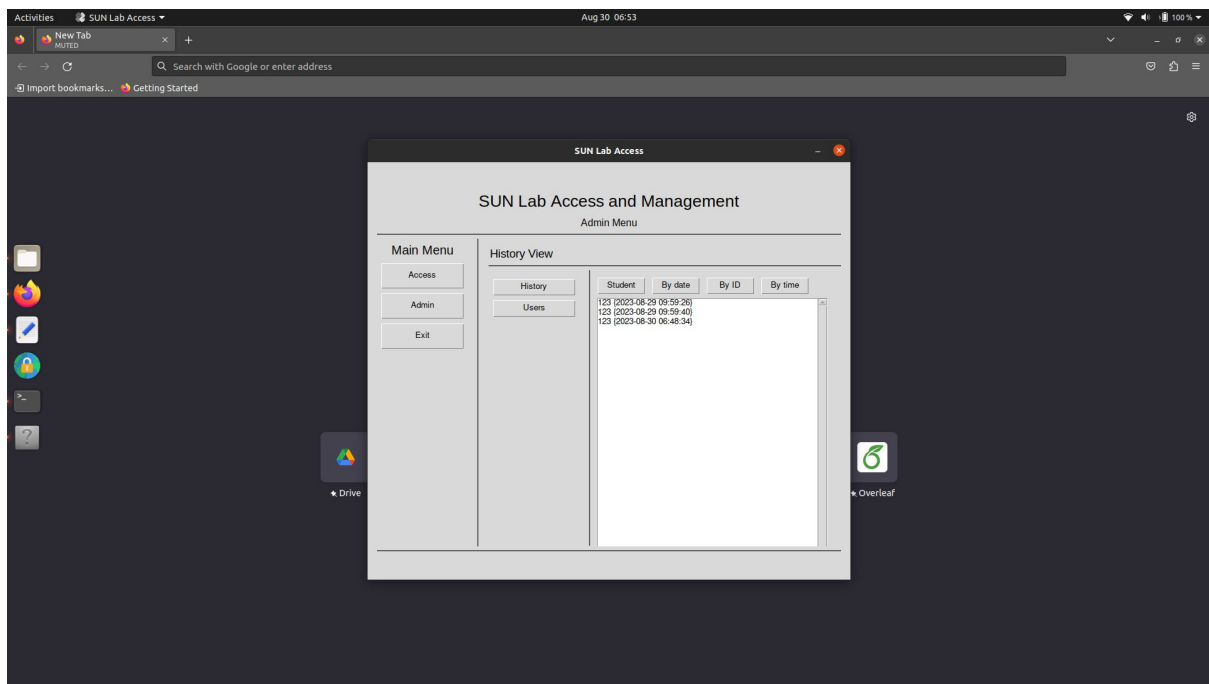 Activities SUN Lab Access Aug 30 06:53 100 %
New Tab
MUTED
Search with Google or enter address
Import bookmarks... Getting Started
SUN Lab Access
SUN Lab Access and Management
Admin Menu
Main Menu
History View
Access
Admin
Exit
History
Users
Student By date By ID By time
123 {2023-08-29 09:59:26}
123 {2023-08-29 09:59:40}
123 {2023-08-30 06:48:34}
Drive
Overleaf